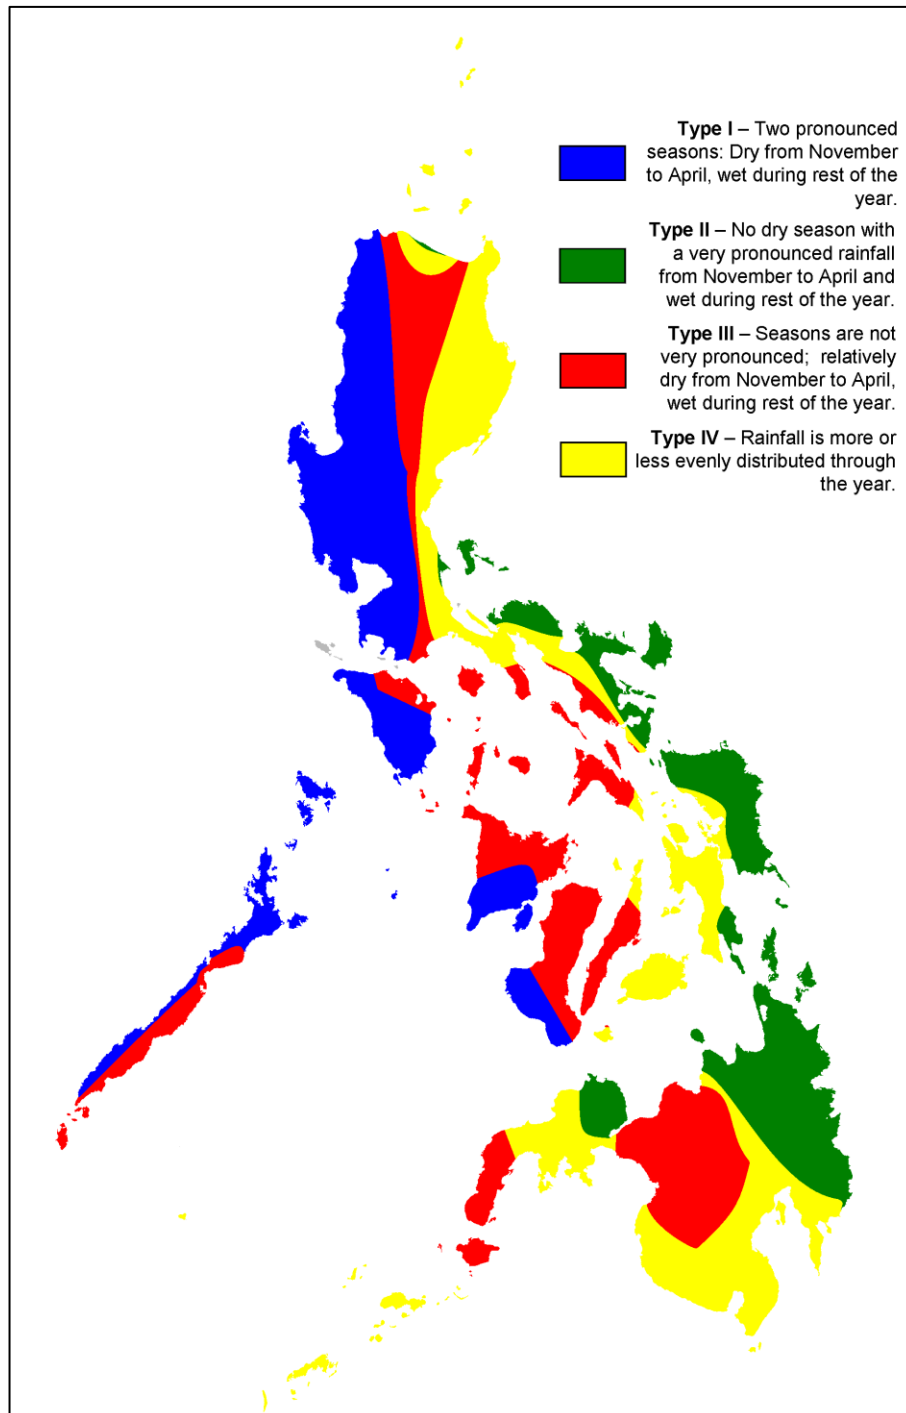 Type I – Two pronounced
seasons: Dry from November
to April, wet during rest of the
year.
Type II – No dry season with
a very pronounced rainfall
from November to April and
wet during rest of the year.
Type III – Seasons are not
very pronounced; relatively
dry from November to April,
wet during rest of the year.
Type IV – Rainfall is more or
less evenly distributed through
the year.